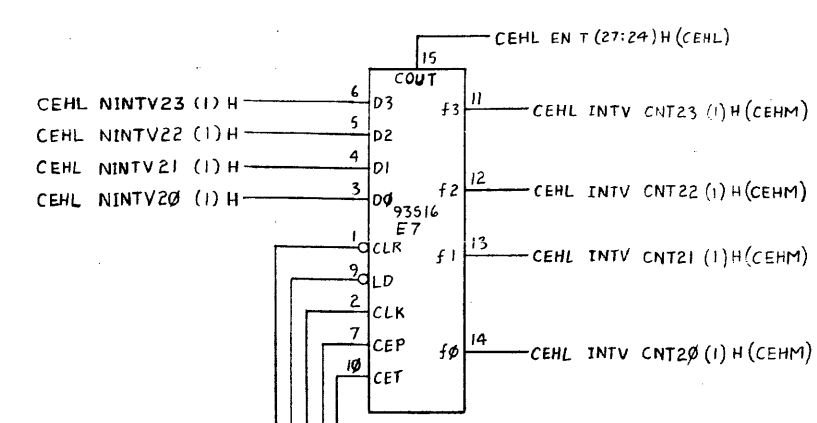 CEHL EN T (27:24) H (CEHL)
15
COUT
CEHL NINTV23 (1) H 6 D3
f3 11 CEHL INTV CNT23 (1) H (CEHM)
CEHL NINTV22 (1) H 5 D2
CEHL NINTV21 (1) H 4 D1
CEHL NINTV2Ø (1) H 3 DØ
f2 12 CEHL INTV CNT22 (1) H (CEHM)
93S16
E7
1 CLR
f1 13 CEHL INTV CNT21 (1) H (CEHM)
9 LD
2 CLK
7 CEP
fØ 14 CEHL INTV CNT2Ø (1) H (CEHM)
1Ø CET